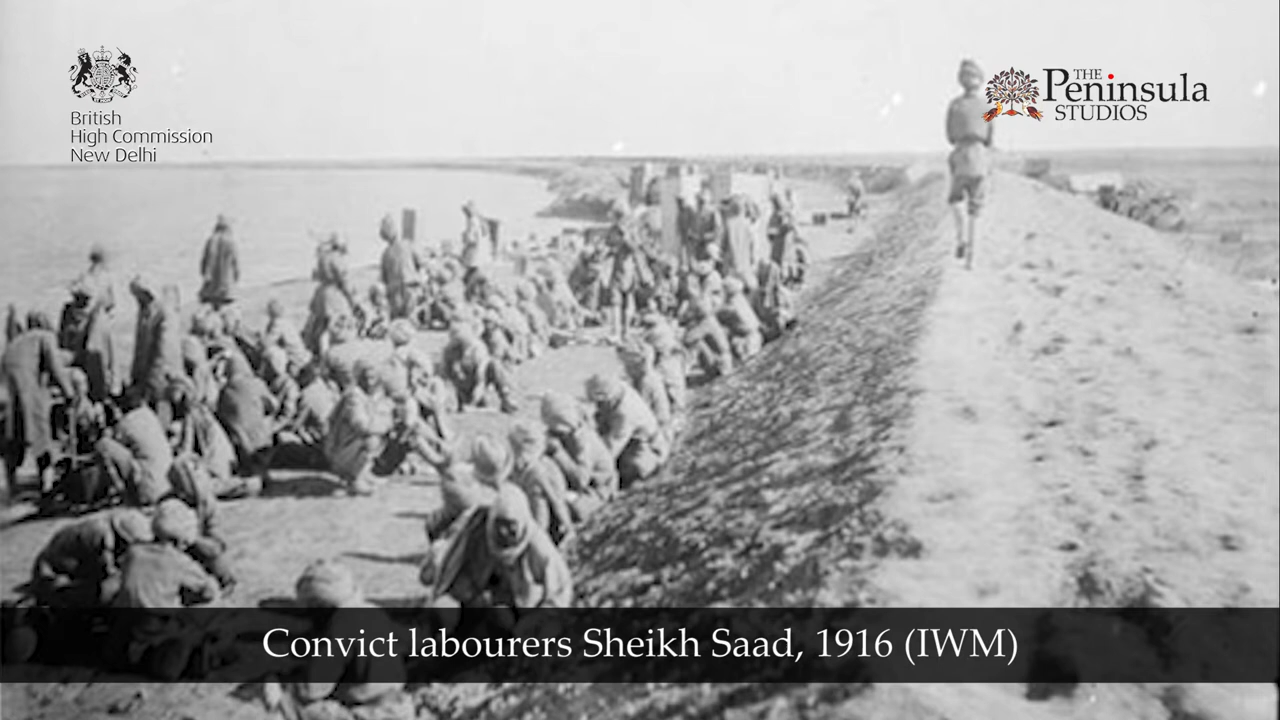 British
High Commission
New Delhi
THE
Peninsula
STUDIOS
Convict labourers Sheikh Saad, 1916 (IWM)